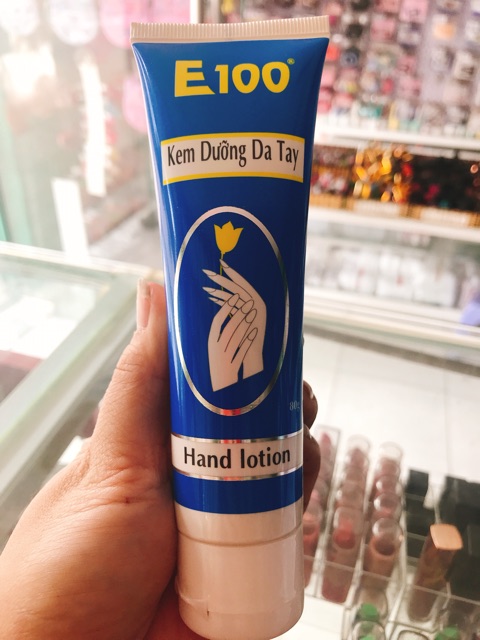 E100®
Kem Dưỡng Da Tay
Hand lotion